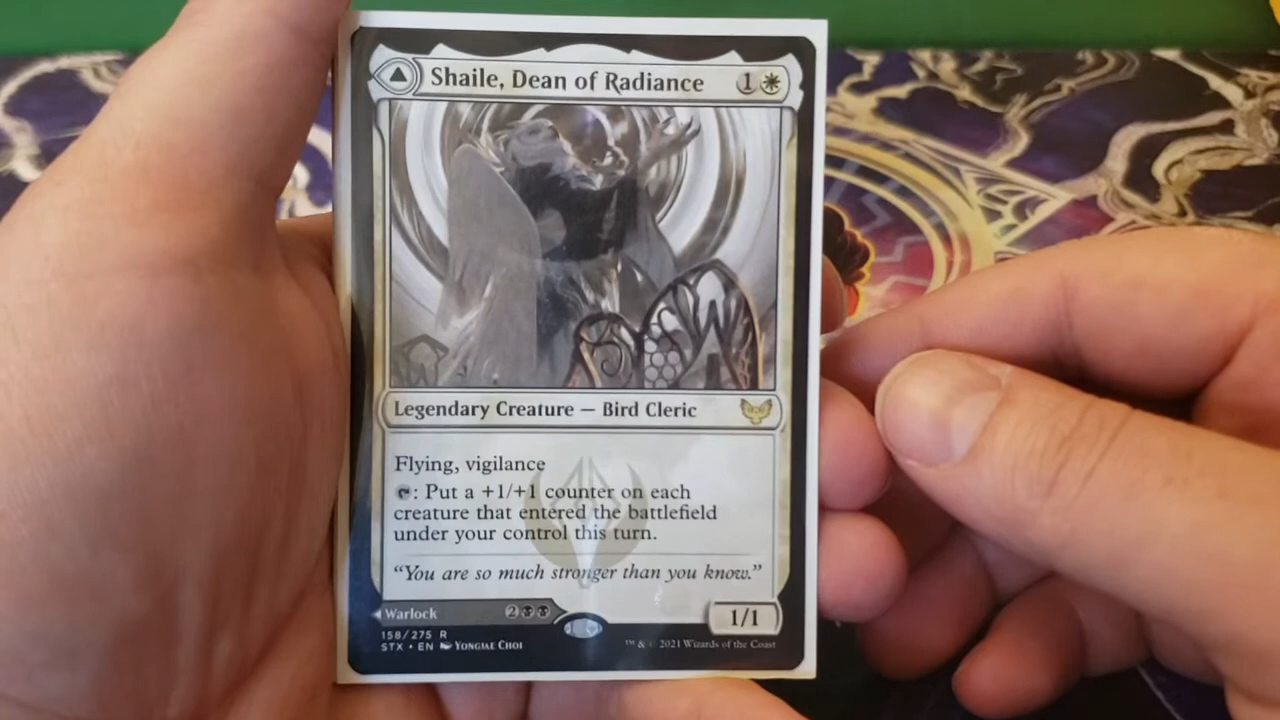 Shaile, Dean of Radiance 1
Legendary Creature — Bird Cleric
Flying, vigilance
: Put a +1/+1 counter on each
creature that entered the battlefield
under your control this turn.
“You are so much stronger than you know.”
Warlock 2
1/1
158/275 R
STX • EN Yongjae Choi
™ & © 2021 Wizards of the Coast